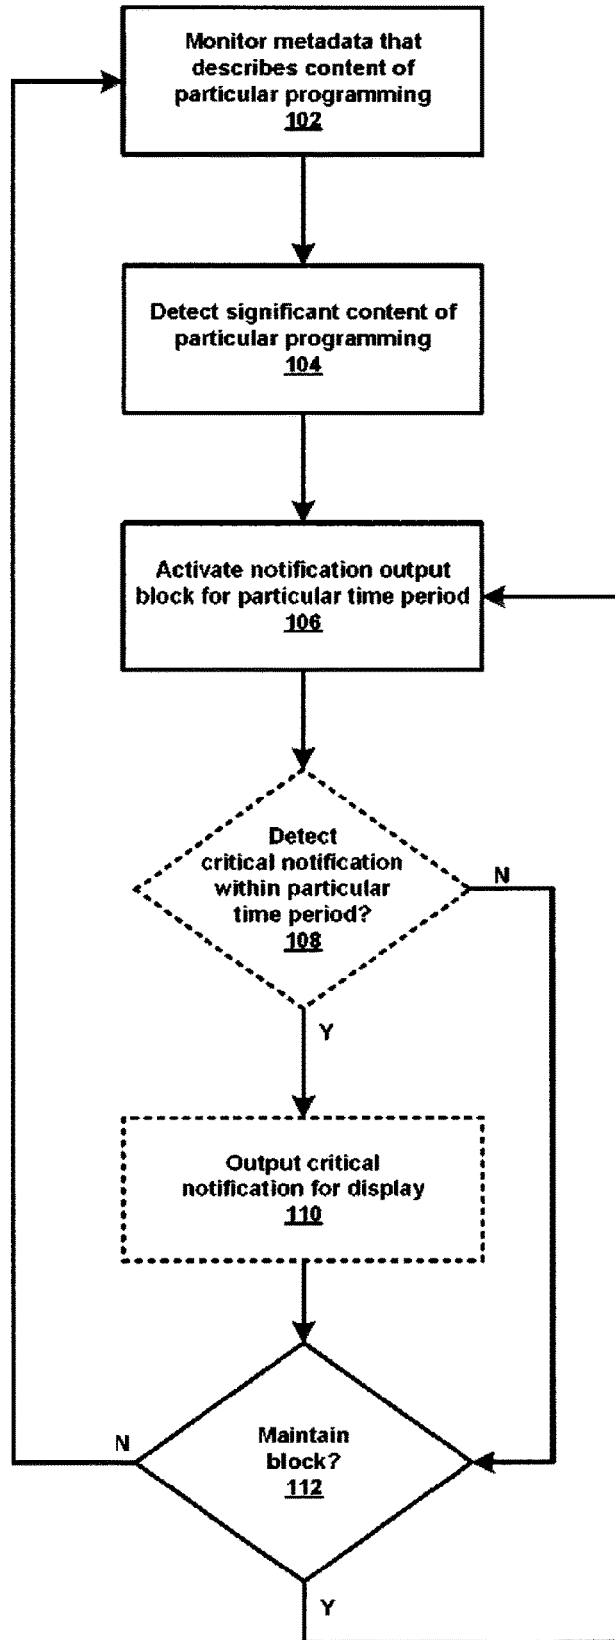 Monitor metadata that
describes content of
particular programming
102
Detect significant content of
particular programming
104
Activate notification output
block for particular time period
106
Detect
critical notification
within particular
time period?
108
N
Y
Output critical
notification for display
110
N
Maintain
block?
112
Y